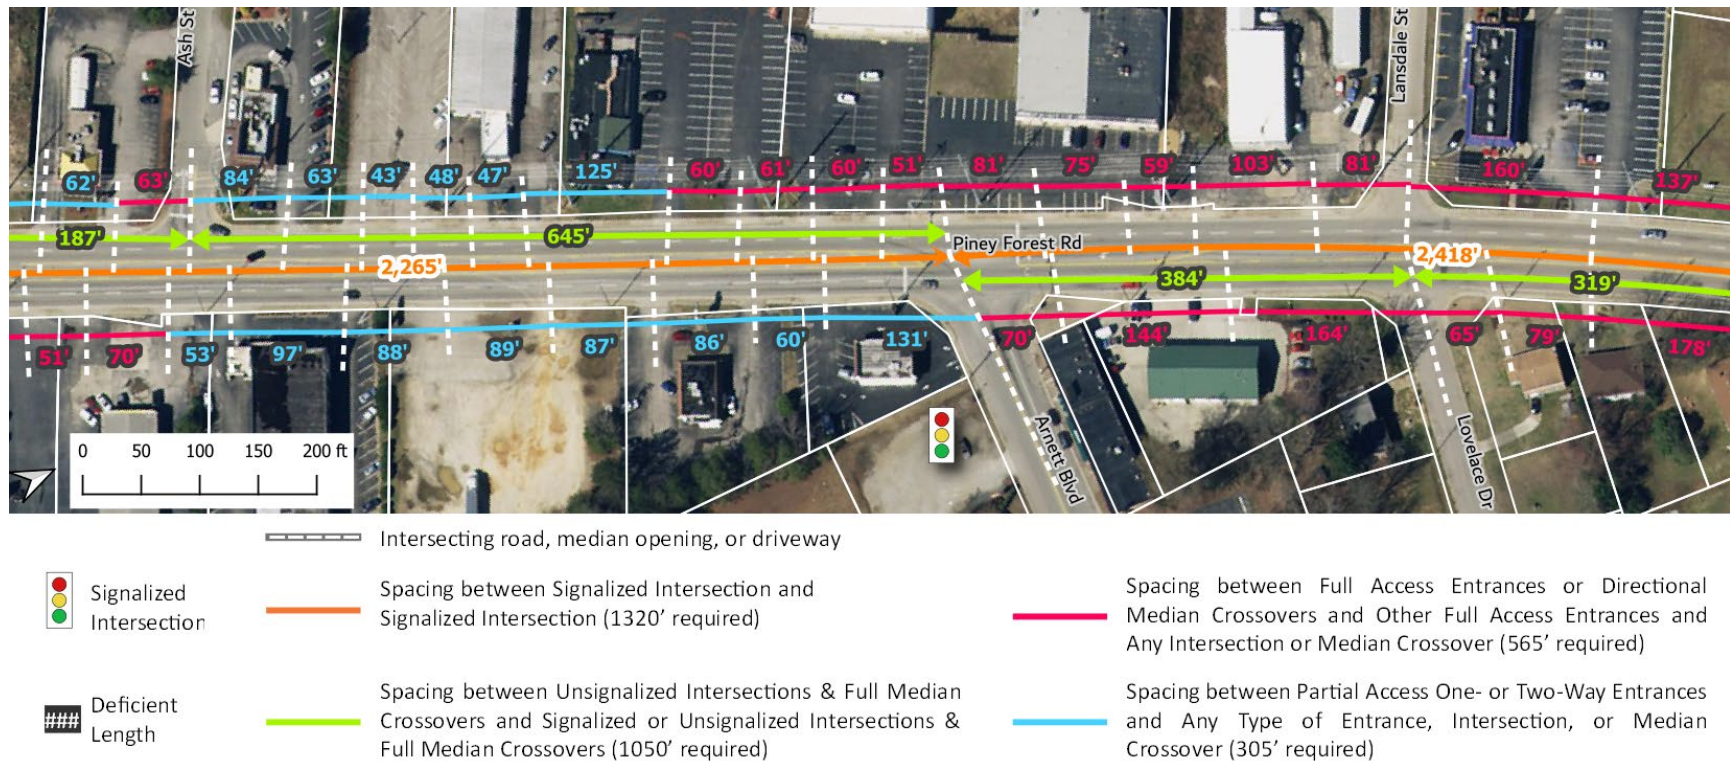 Ash St
Lansdale St
62'
63'
84'
63'
43'
48'
47'
125'
60'
61'
60'
51'
81'
75'
59'
103'
81'
160'
137'
187'
645'
Piney Forest Rd
2,265'
2,418'
384'
319'
51'
70'
53'
97'
88'
89'
87'
86'
60'
131'
70'
144'
164'
65'
79'
178'
Arnett Blvd
Lovelace Dr
0 50 100 150 200 ft
Intersecting road, median opening, or driveway
Signalized
Intersection
Spacing between Signalized Intersection and
Signalized Intersection (1320’ required)
Spacing between Full Access Entrances or Directional
Median Crossovers and Other Full Access Entrances and
Any Intersection or Median Crossover (565’ required)
###
Deficient
Length
Spacing between Unsignalized Intersections & Full Median
Crossovers and Signalized or Unsignalized Intersections &
Full Median Crossovers (1050’ required)
Spacing between Partial Access One- or Two-Way Entrances
and Any Type of Entrance, Intersection, or Median
Crossover (305’ required)